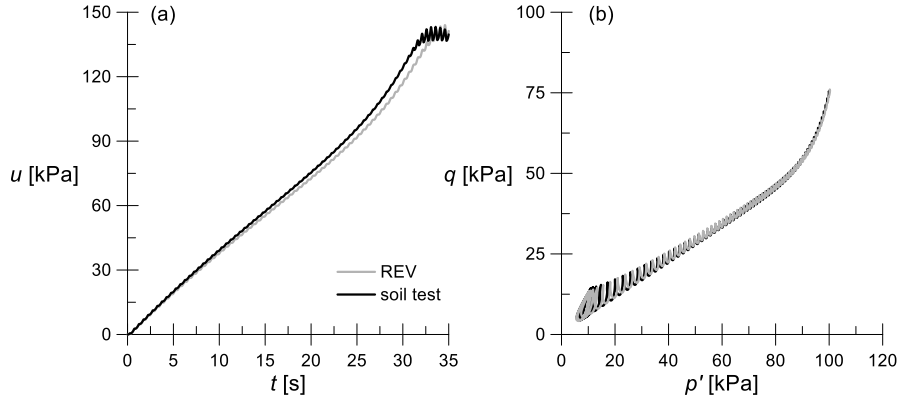 (a)
150
120
90
60
30
0
u [kPa]
REV
soil test
0 5 10 15 20 25 30 35
t [s]
(b)
100
75
50
25
0
q [kPa]
0 20 40 60 80 100 120
p' [kPa]